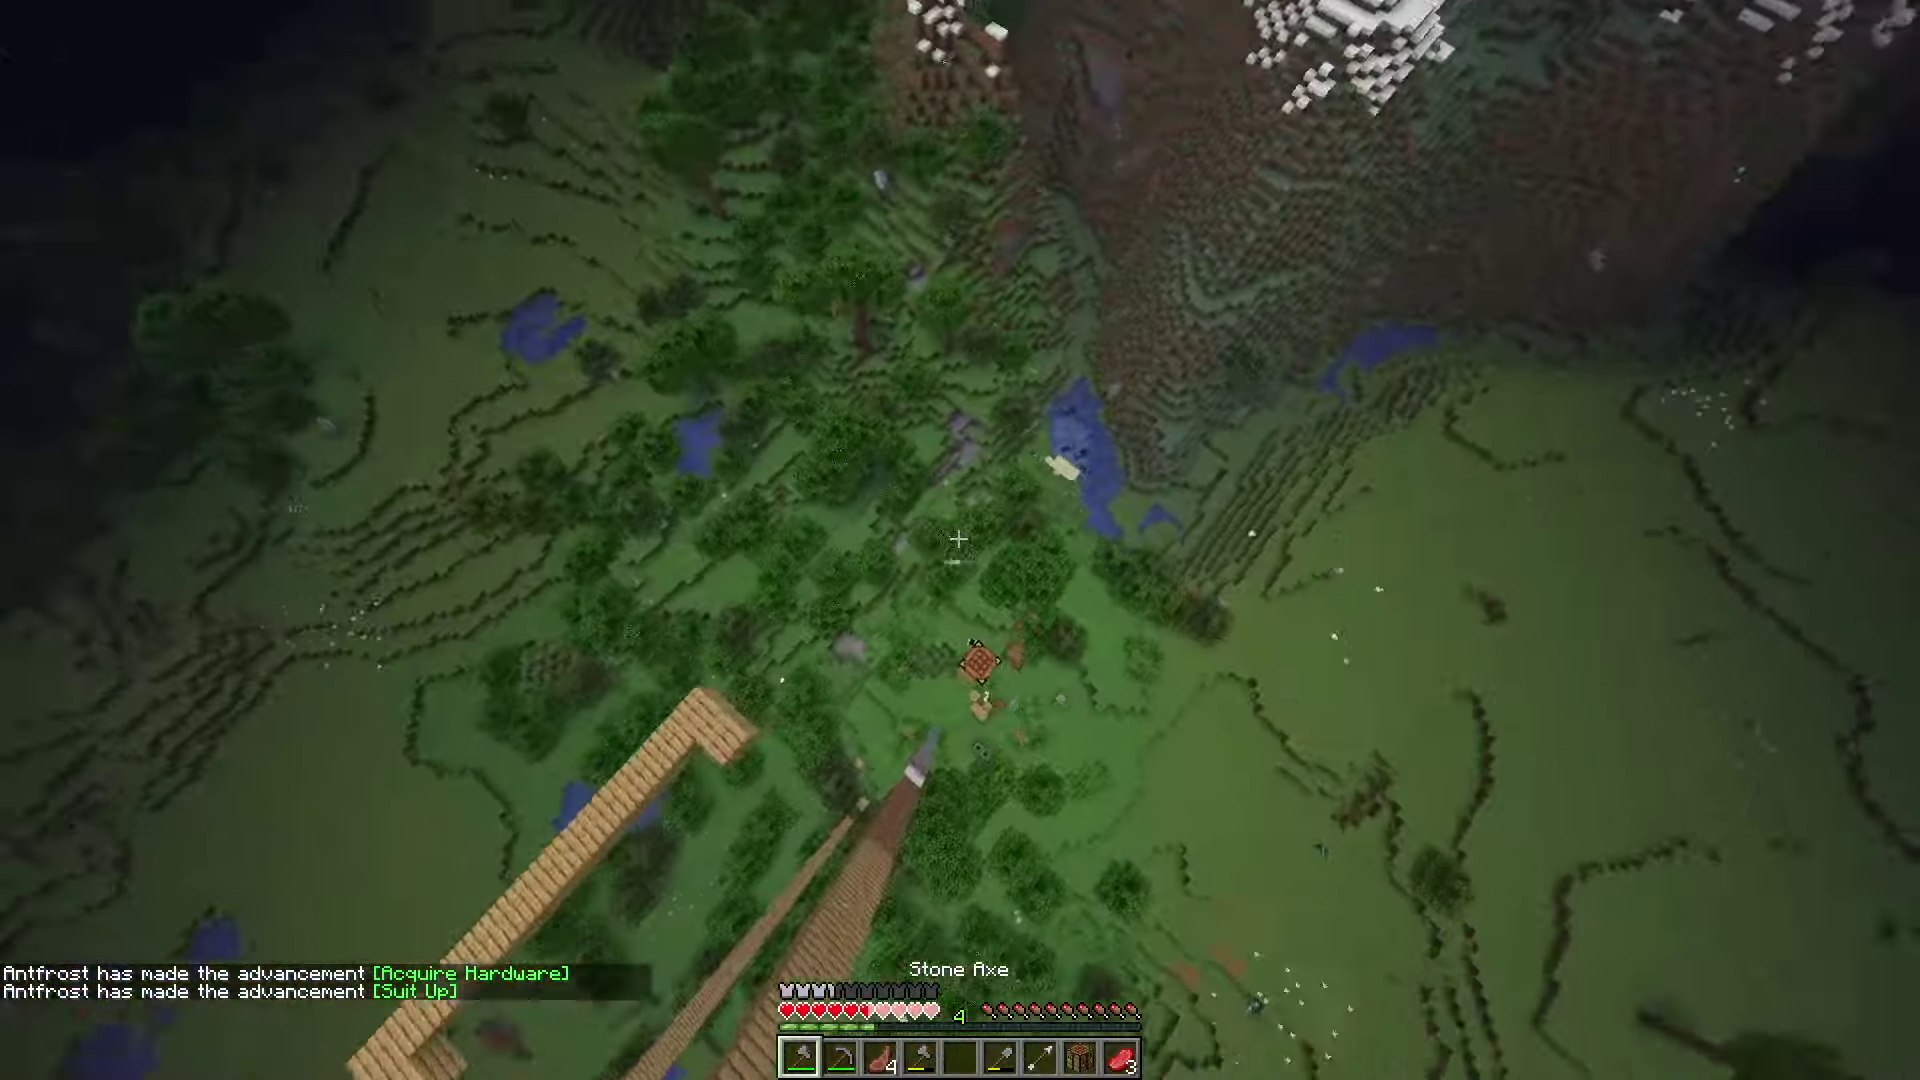 Antfrost has made the advancement [Acquire Hardware]
Antfrost has made the advancement [Suit Up]
Stone Axe
4
4
3